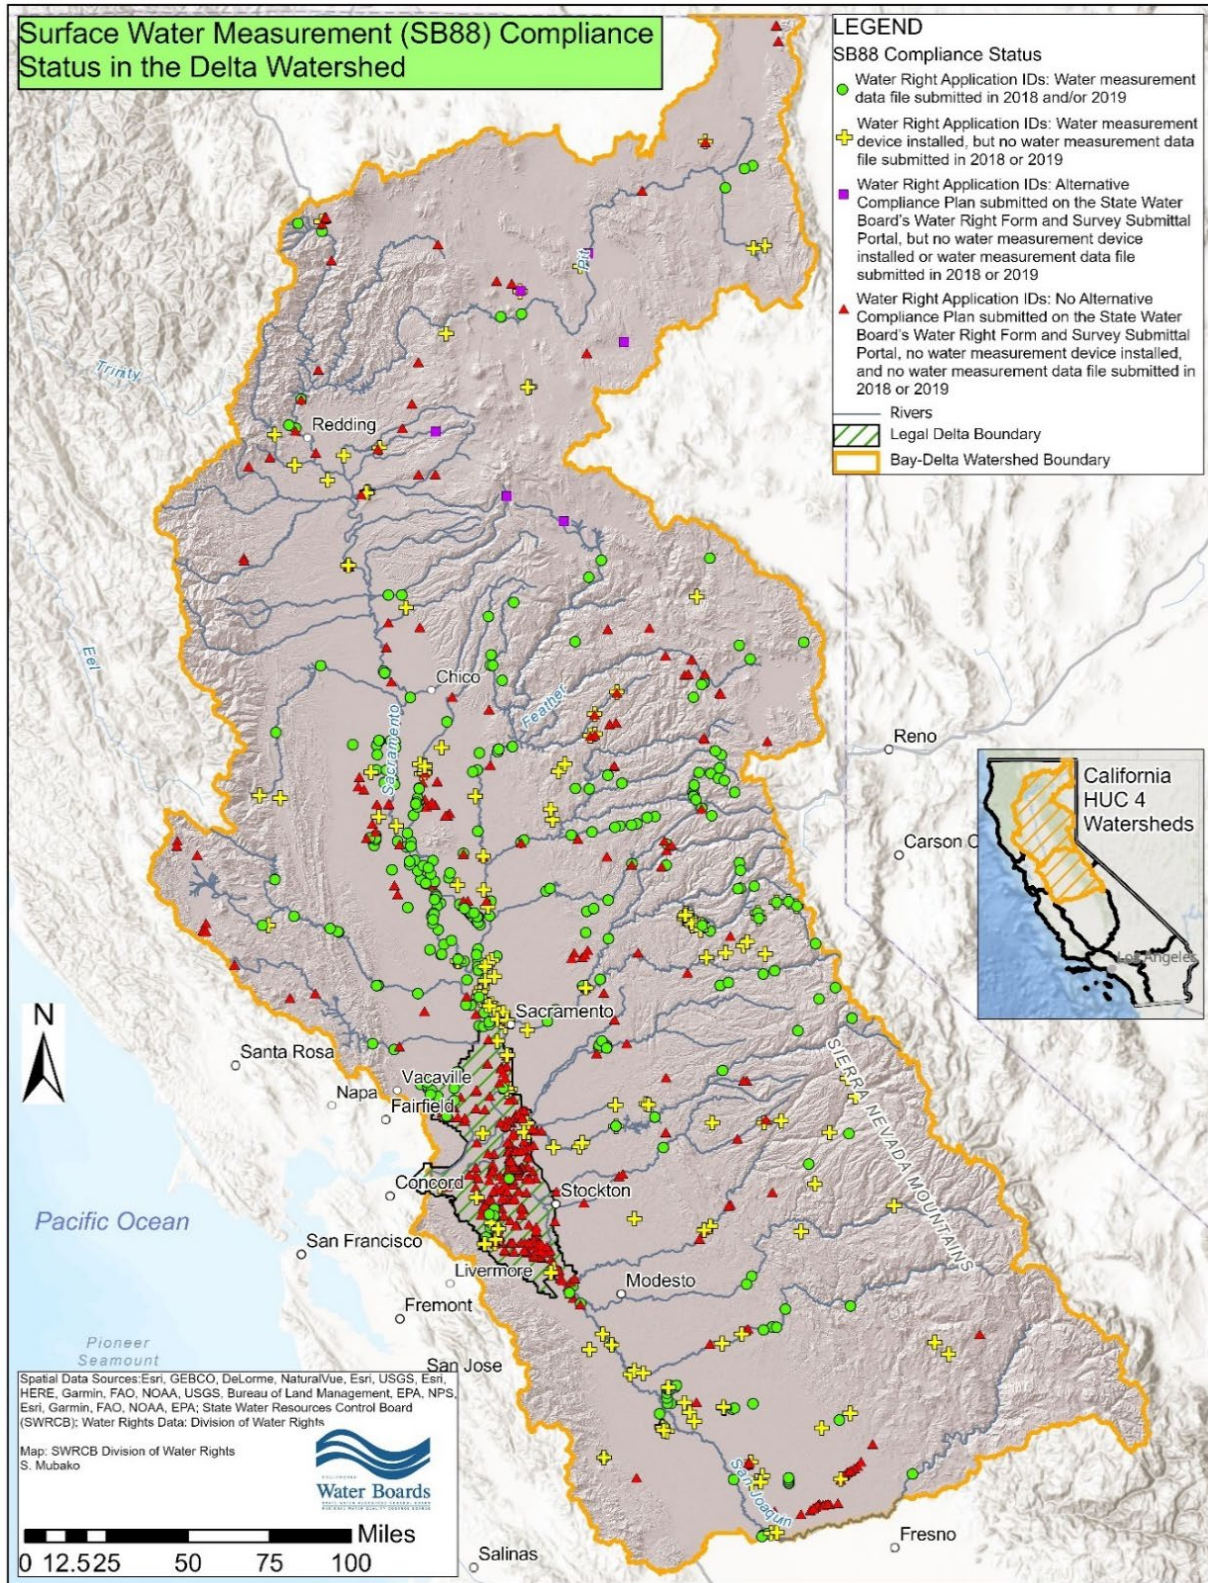 Surface Water Measurement (SB88) Compliance
Status in the Delta Watershed
LEGEND
SB88 Compliance Status
Water Right Application IDs: Water measurement
data file submitted in 2018 and/or 2019
Water Right Application IDs: Water measurement
device installed, but no water measurement data
file submitted in 2018 or 2019
Water Right Application IDs: Alternative
Compliance Plan submitted on the State Water
Board's Water Right Form and Survey Submittal
Portal, but no water measurement device
installed or water measurement data file
submitted in 2018 or 2019
Water Right Application IDs: No Alternative
Compliance Plan submitted on the State Water
Board's Water Right Form and Survey Submittal
Portal, no water measurement device installed,
and no water measurement data file submitted in
2018 or 2019
Rivers
Legal Delta Boundary
Bay-Delta Watershed Boundary
Pit
Trinity
Redding
Eel
Chico
Feather
Sacramento
Reno
California
HUC 4
Watersheds
Carson C
Los Angeles
N
Sacramento
Santa Rosa
SIERRA NEVADA MOUNTAINS
Vacaville
Napa
Fairfield
Concord
Stockton
Pacific Ocean
San Francisco
Livermore
Modesto
Fremont
Pioneer
Seamount
San Jose
Spatial Data Sources:Esri, GEBCO, DeLorme, NaturalVue, Esri, USGS, Esri,
HERE, Garmin, FAO, NOAA, USGS, Bureau of Land Management, EPA, NPS,
Esri, Garmin, FAO, NOAA, EPA; State Water Resources Control Board
(SWRCB); Water Rights Data: Division of Water Rights
Map: SWRCB Division of Water Rights
S. Mubako
Water Boards
San Joaquin
Miles
0 12.5 25 50 75 100
Fresno
Salinas